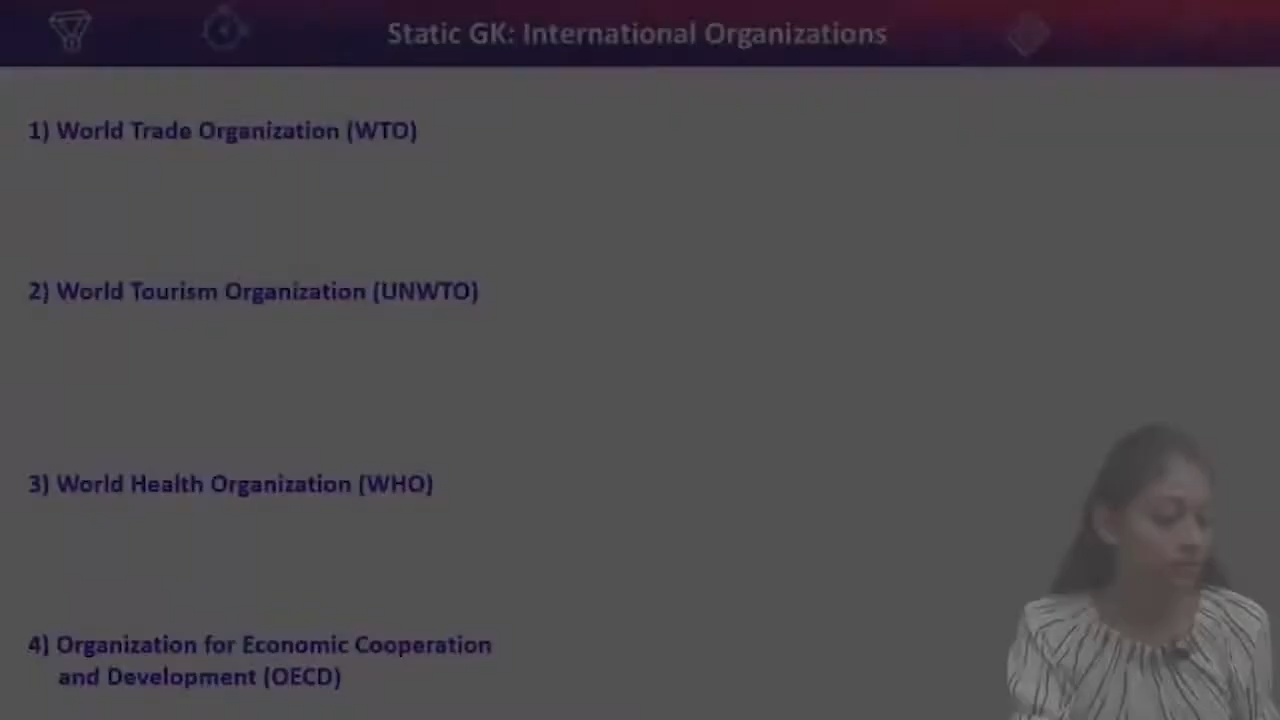 Static GK: International Organizations
1) World Trade Organization (WTO)
2) World Tourism Organization (UNWTO)
3) World Health Organization (WHO)
4) Organization for Economic Cooperation
and Development (OECD)